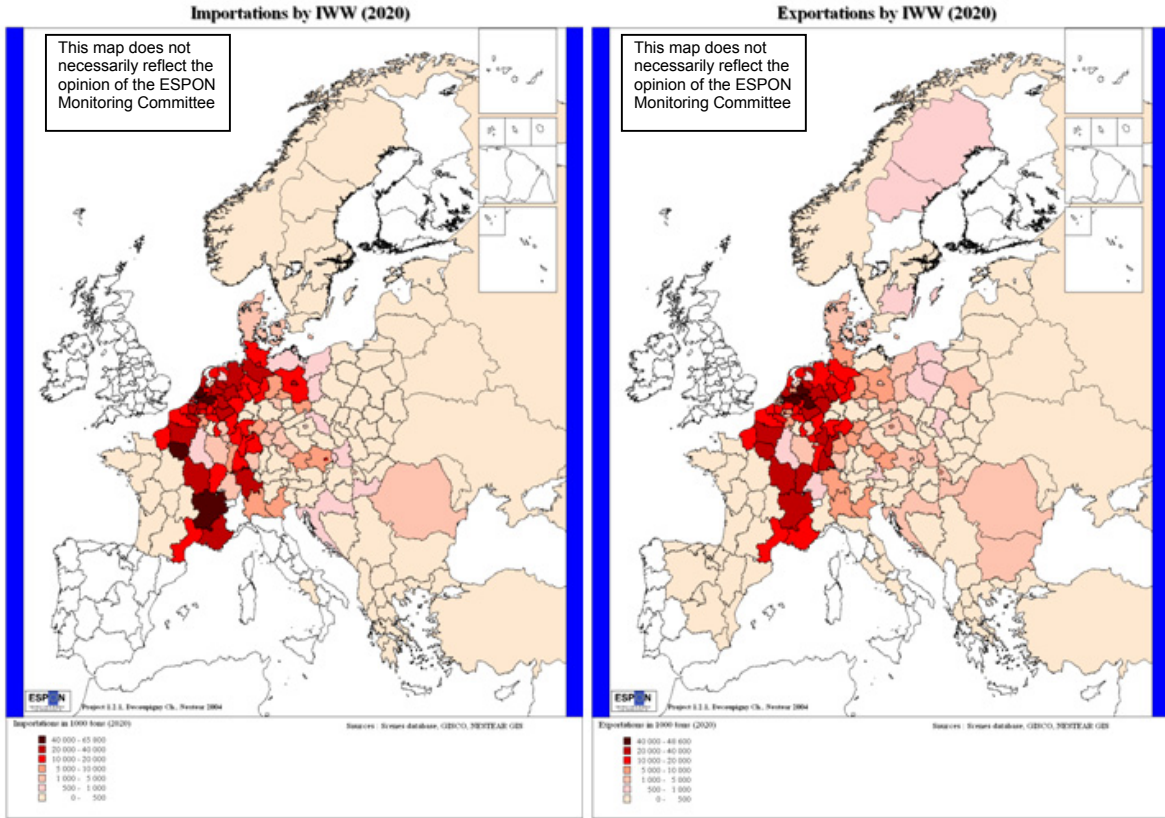 Importations by IWW (2020)
This map does not
necessarily reflect the
opinion of the ESPON
Monitoring Committee
ESPON
Project 1.2.1, Decoupigny Ch., Nestear 2004
Importations in 1000 tons (2020)
Sources : Scenes database, GISCO, NESTEAR GIS
40 000 - 65 000
20 000 - 40 000
10 000 - 20 000
5 000 - 10 000
1 000 - 5 000
500 - 1 000
0 - 500
Exportations by IWW (2020)
This map does not
necessarily reflect the
opinion of the ESPON
Monitoring Committee
ESPON
Project 1.2.1, Decoupigny Ch., Nestear 2004
Exportations in 1000 tons (2020)
Sources : Scenes database, GISCO, NESTEAR GIS
20 000 - 40 000
10 000 - 20 000
5 000 - 10 000
1 000 - 5 000
500 - 1 000
0 - 500